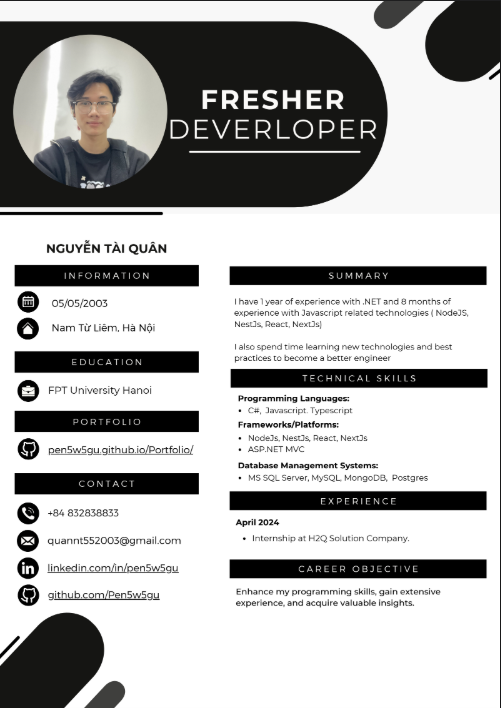 FRESHER
DEVERLOPER
NGUYỄN TÀI QUÂN
INFORMATION
05/05/2003
Nam Từ Liêm, Hà Nội
EDUCATION
FPT University Hanoi
PORTFOLIO
pen5w5gu.github.io/Portfolio/
CONTACT
+84 832838833
quannt552003@gmail.com
linkedin.com/in/pen5w5gu
github.com/Pen5w5gu
SUMMARY
I have 1 year of experience with .NET and 8 months of
experience with Javascript related technologies ( NodeJS,
NestJs, React, NextJs)
I also spend time learning new technologies and best
practices to become a better engineer
TECHNICAL SKILLS
Programming Languages:
• C#, Javascript. Typescript
Frameworks/Platforms:
• NodeJs, NestJs, React, NextJs
• ASP.NET MVC
Database Management Systems:
• MS SQL Server, MySQL, MongoDB, Postgres
EXPERIENCE
April 2024
• Internship at H2Q Solution Company.
CAREER OBJECTIVE
Enhance my programming skills, gain extensive
experience, and acquire valuable insights.